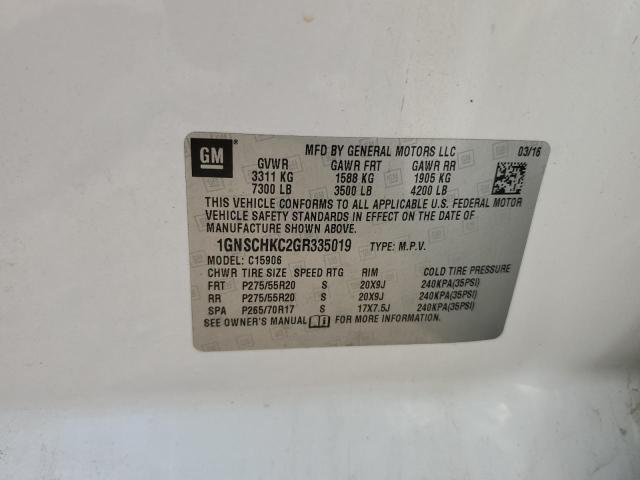 GM®
MFD BY GENERAL MOTORS LLC 03/16
GVWR GAWR FRT GAWR RR
3311 KG 1588 KG 1905 KG
7300 LB 3500 LB 4200 LB
THIS VEHICLE CONFORMS TO ALL APPLICABLE U.S. FEDERAL MOTOR
VEHICLE SAFETY STANDARDS IN EFFECT ON THE DATE OF
MANUFACTURE SHOWN ABOVE.
1GNSCHKC2GR335019 TYPE: M.P.V.
MODEL: C15906
CHWR TIRE SIZE SPEED RTG RIM COLD TIRE PRESSURE
FRT P275/55R20 S 20X9J 240KPA(35PSI)
RR P275/55R20 S 20X9J 240KPA(35PSI)
SPA P265/70R17 S 17X7.5J 240KPA(35PSI)
SEE OWNER'S MANUAL FOR MORE INFORMATION.